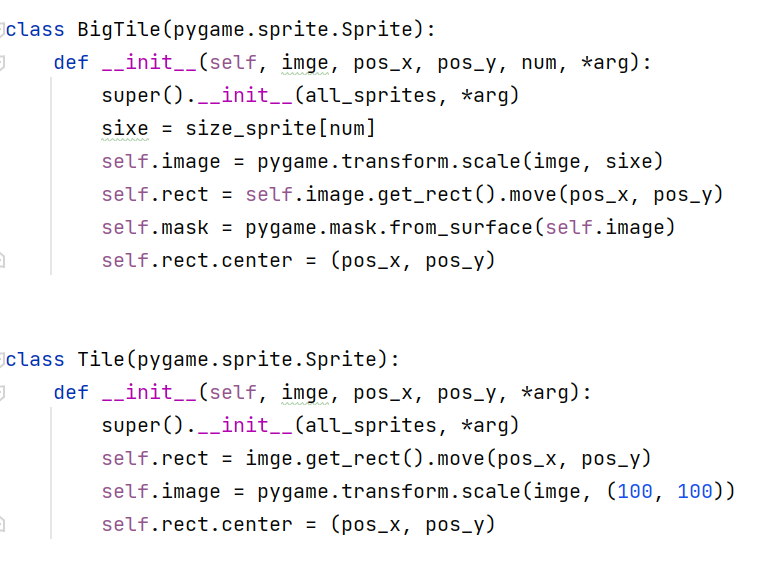 class BigTile(pygame.sprite.Sprite):
    def __init__(self, imge, pos_x, pos_y, num, *arg):
        super().__init__(all_sprites, *arg)
        sixe = size_sprite[num]
        self.image = pygame.transform.scale(imge, sixe)
        self.rect = self.image.get_rect().move(pos_x, pos_y)
        self.mask = pygame.mask.from_surface(self.image)
        self.rect.center = (pos_x, pos_y)
class Tile(pygame.sprite.Sprite):
    def __init__(self, imge, pos_x, pos_y, *arg):
        super().__init__(all_sprites, *arg)
        self.rect = imge.get_rect().move(pos_x, pos_y)
        self.image = pygame.transform.scale(imge, (100, 100))
        self.rect.center = (pos_x, pos_y)